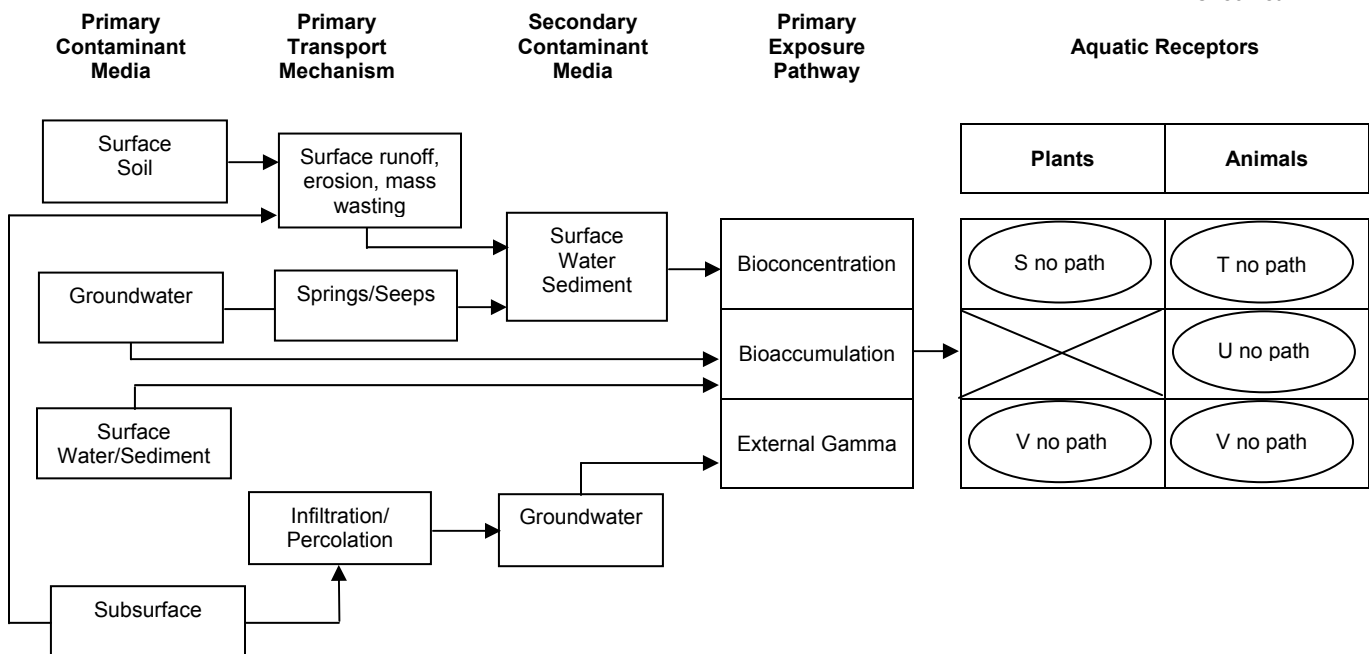 Primary
Contaminant
Media
Primary
Transport
Mechanism
Secondary
Contaminant
Media
Primary
Exposure
Pathway
Aquatic Receptors
Surface
Soil
Surface runoff,
erosion, mass
wasting
Plants
Animals
Surface
Water
Sediment
Bioconcentration
S no path
T no path
Groundwater
Springs/Seeps
Bioaccumulation
U no path
Surface
Water/Sediment
External Gamma
V no path
V no path
Infiltration/
Percolation
Groundwater
Subsurface